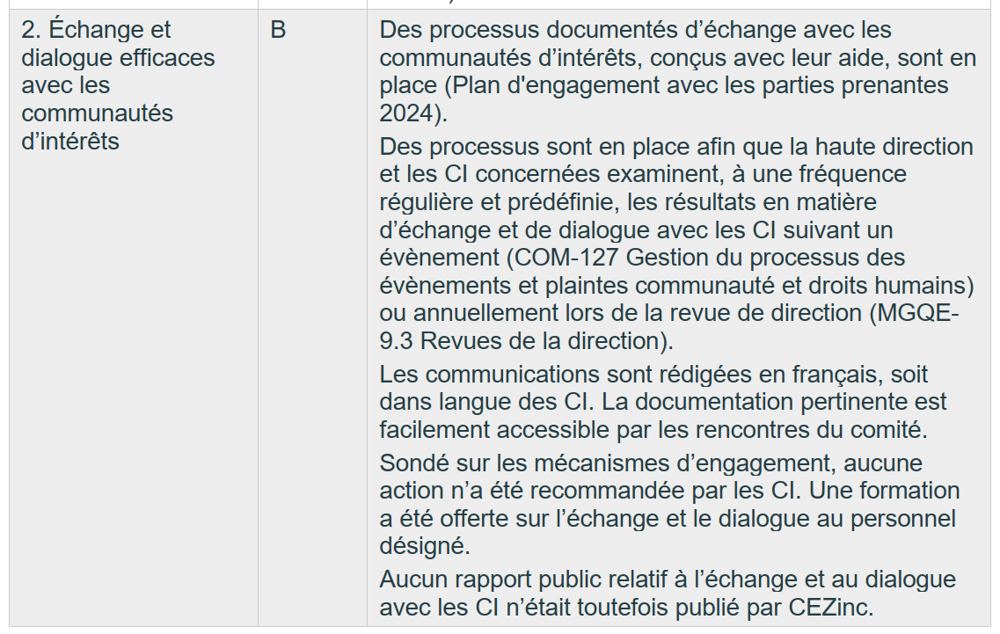 2. Échange et
dialogue efficaces
avec les
communautés
d’intérêts
B
Des processus documentés d’échange avec les
communautés d’intérêts, conçus avec leur aide, sont en
place (Plan d'engagement avec les parties prenantes
2024).
Des processus sont en place afin que la haute direction
et les CI concernées examinent, à une fréquence
régulière et prédéfinie, les résultats en matière
d’échange et de dialogue avec les CI suivant un
évènement (COM-127 Gestion du processus des
évènements et plaintes communauté et droits humains)
ou annuellement lors de la revue de direction (MGQE-
9.3 Revues de la direction).
Les communications sont rédigées en français, soit
dans langue des CI. La documentation pertinente est
facilement accessible par les rencontres du comité.
Sondé sur les mécanismes d’engagement, aucune
action n’a été recommandée par les CI. Une formation
a été offerte sur l’échange et le dialogue au personnel
désigné.
Aucun rapport public relatif à l’échange et au dialogue
avec les CI n’était toutefois publié par CEZinc.